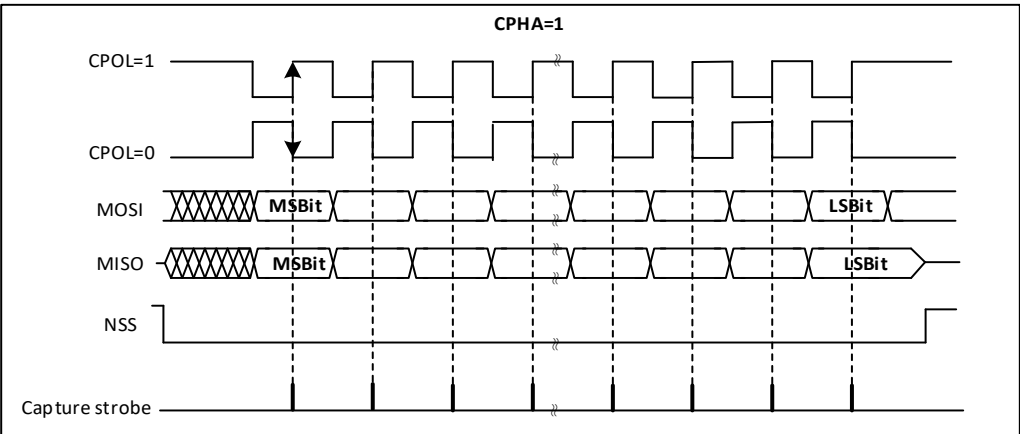 CPHA=1
CPOL=1
CPOL=0
MOSI MSBit LSBit
MISO MSBit LSBit
NSS
Capture strobe